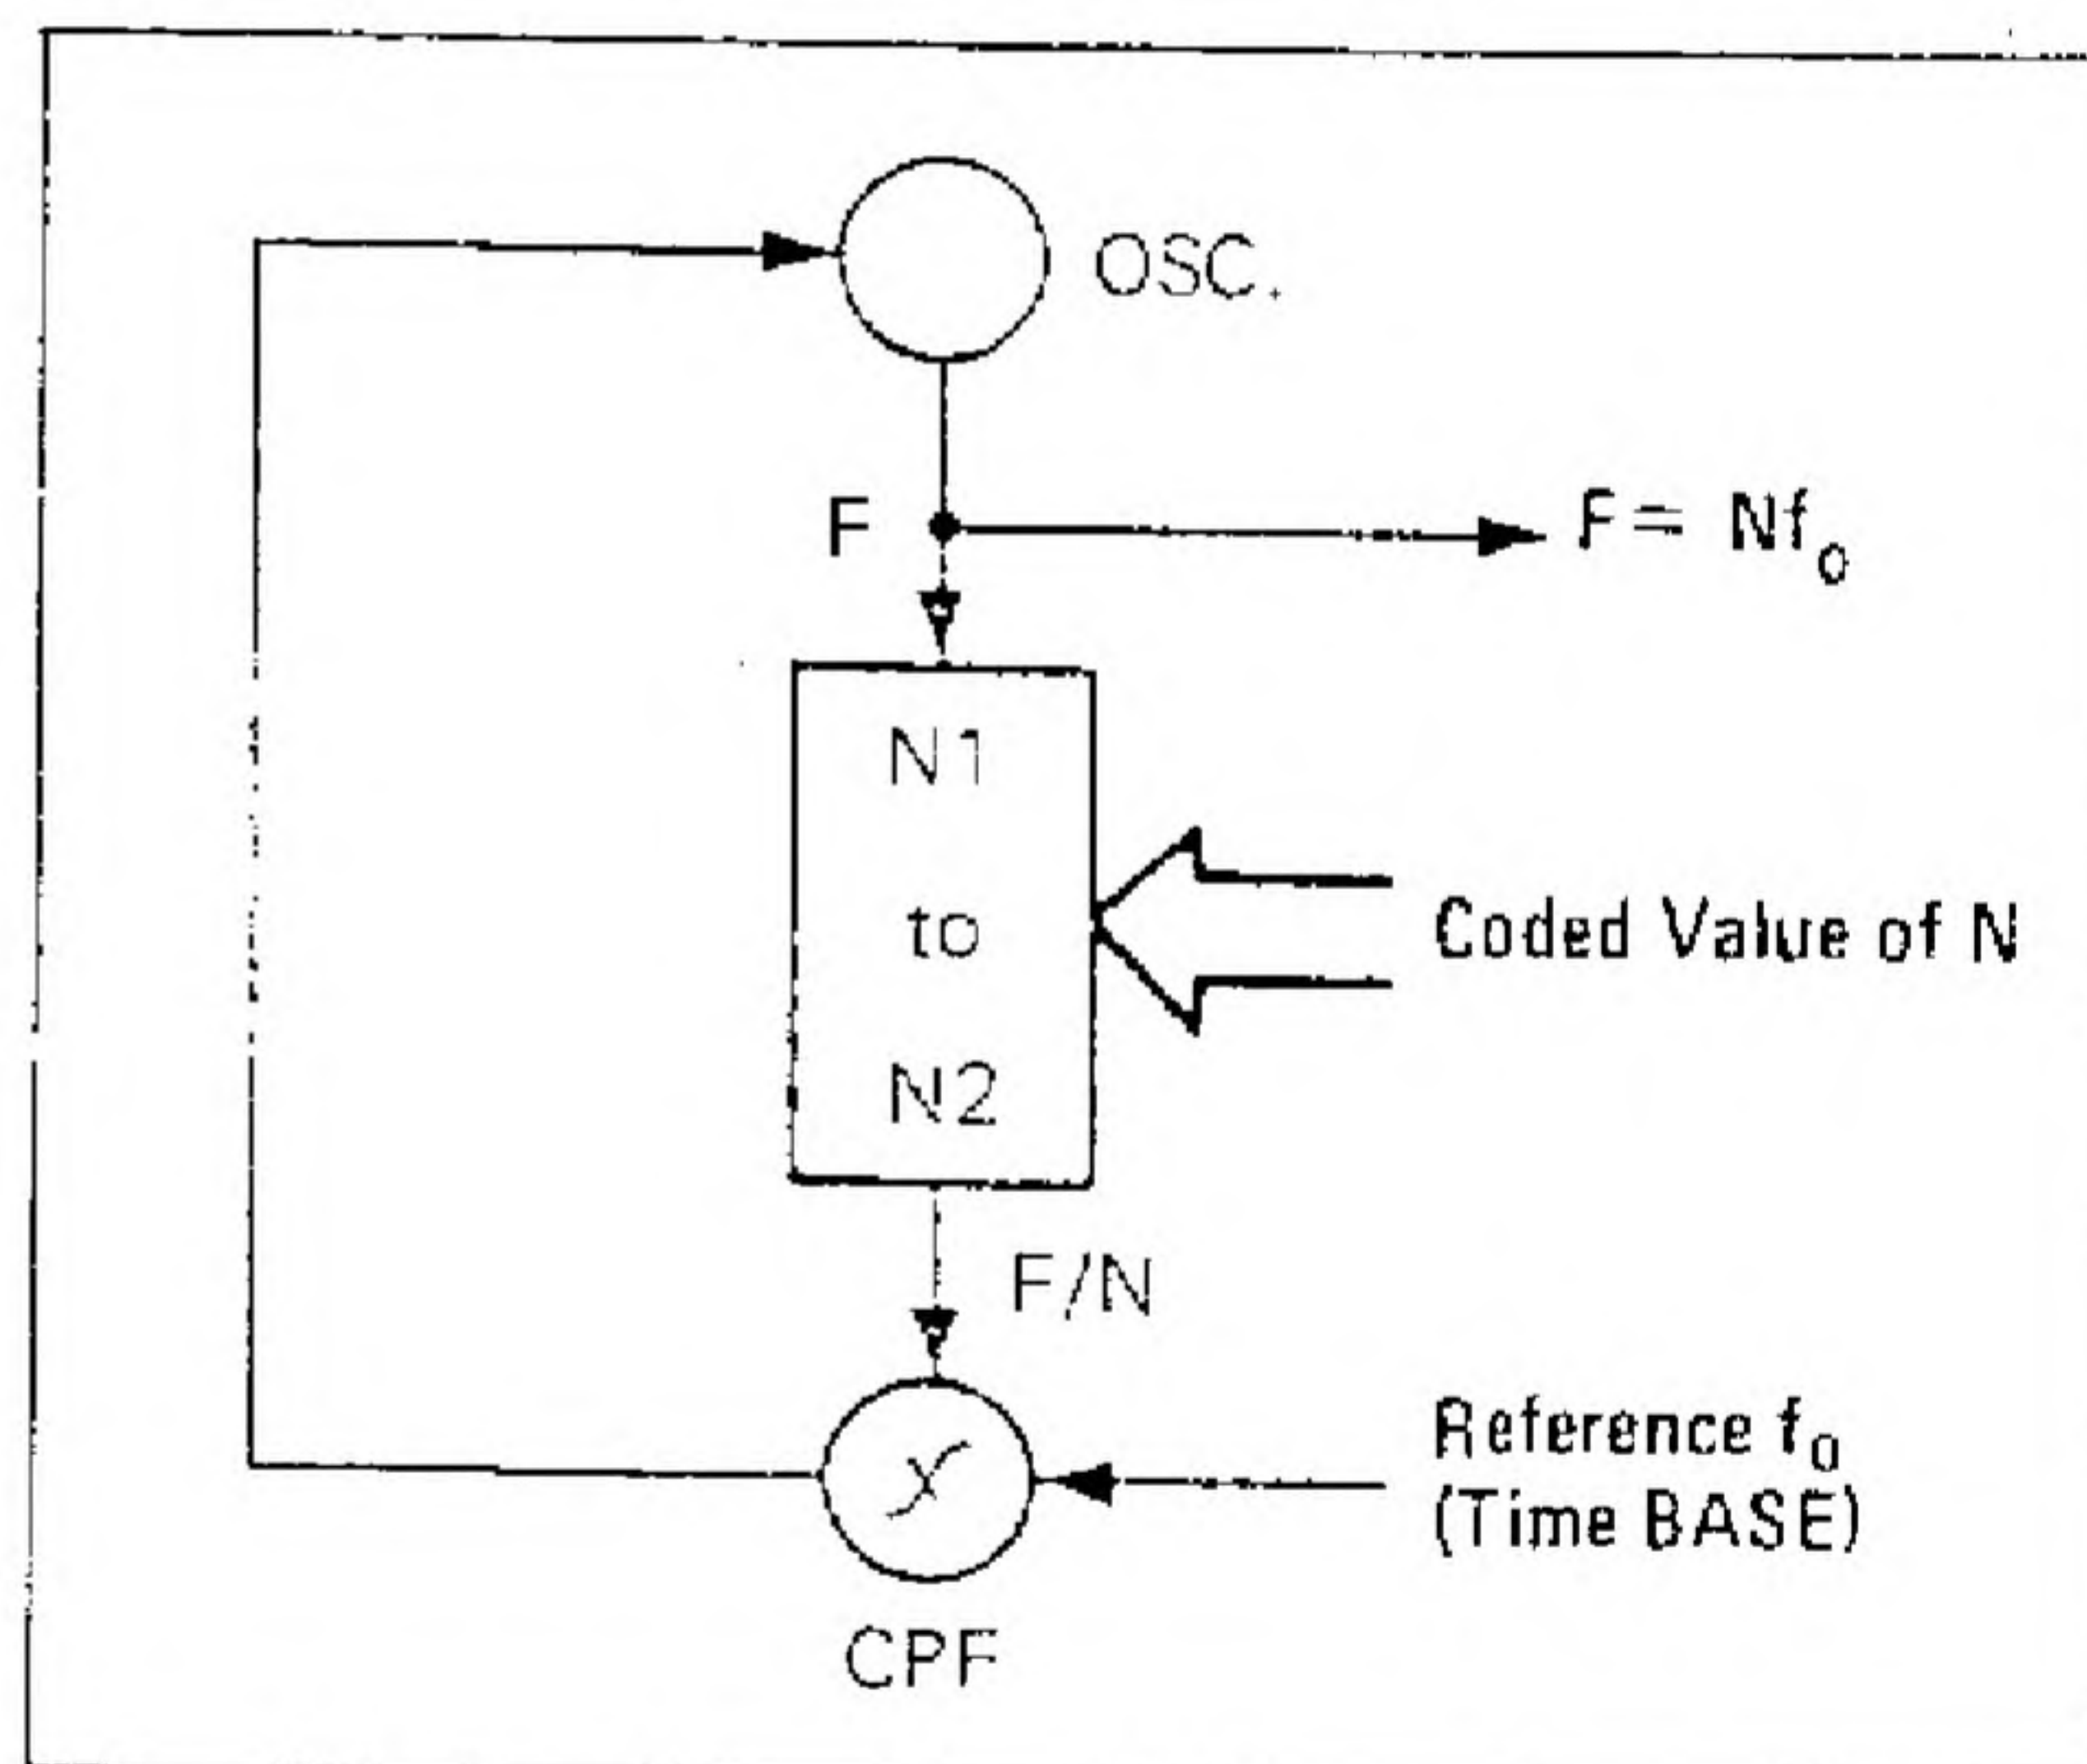 OSC.
F
F = Nf₀
N1
to
N2
Coded Value of N
F/N
Reference f₀
(Time BASE)
CPF